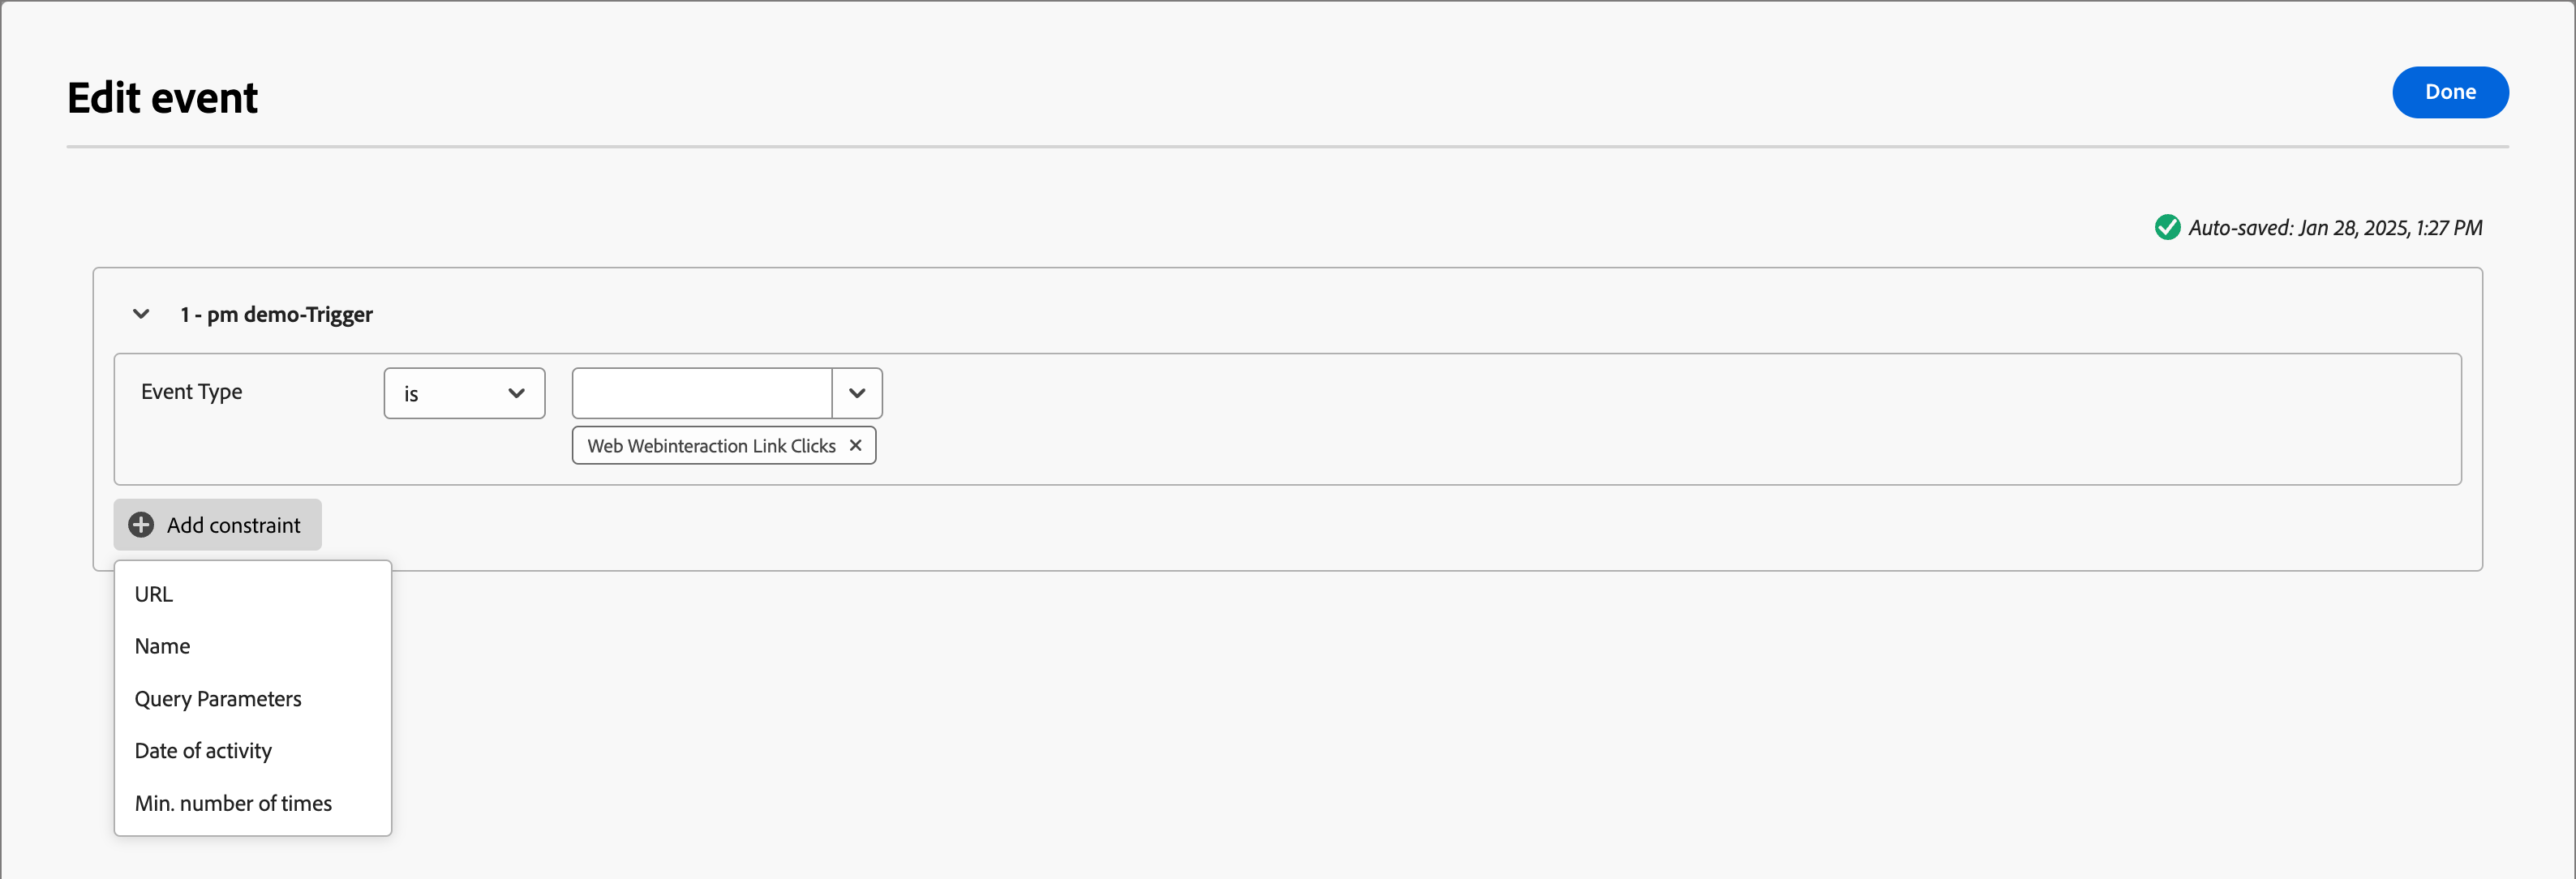 Edit event
Done
Auto-saved: Jan 28, 2025, 1:27 PM
1 - pm demo-Trigger
Event Type
is
Web Webinteraction Link Clicks
Add constraint
URL
Name
Query Parameters
Date of activity
Min. number of times